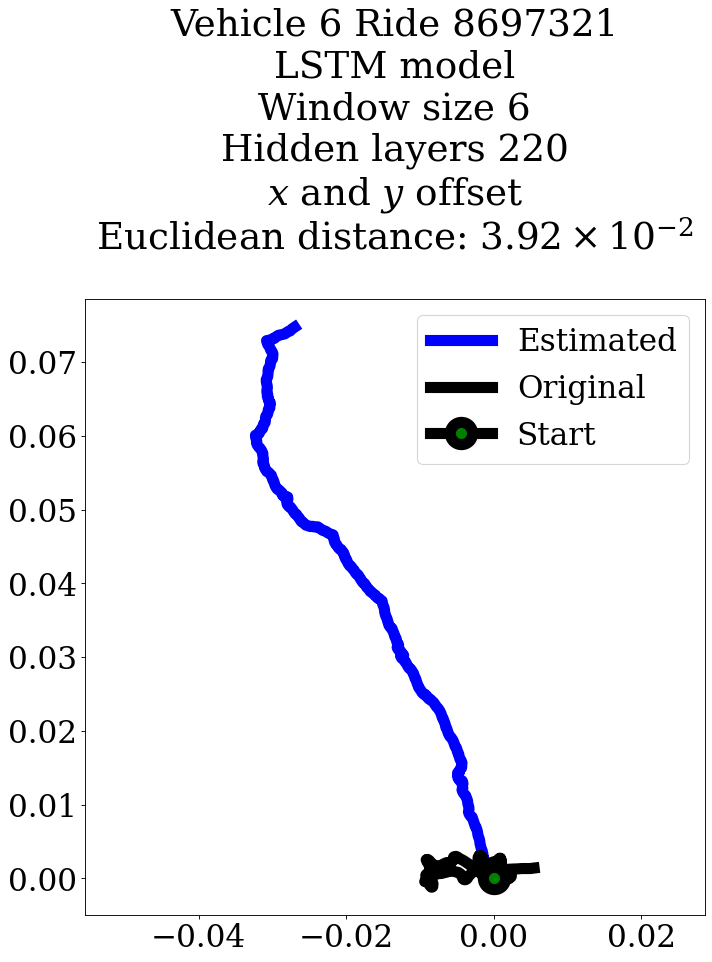 Vehicle 6 Ride 8697321
LSTM model
Window size 6
Hidden layers 220
x and y offset
Euclidean distance: 3.92 × 10⁻²
Estimated
Original
Start
0.07
0.06
0.05
0.04
0.03
0.02
0.01
0.00
−0.04 −0.02 0.00 0.02